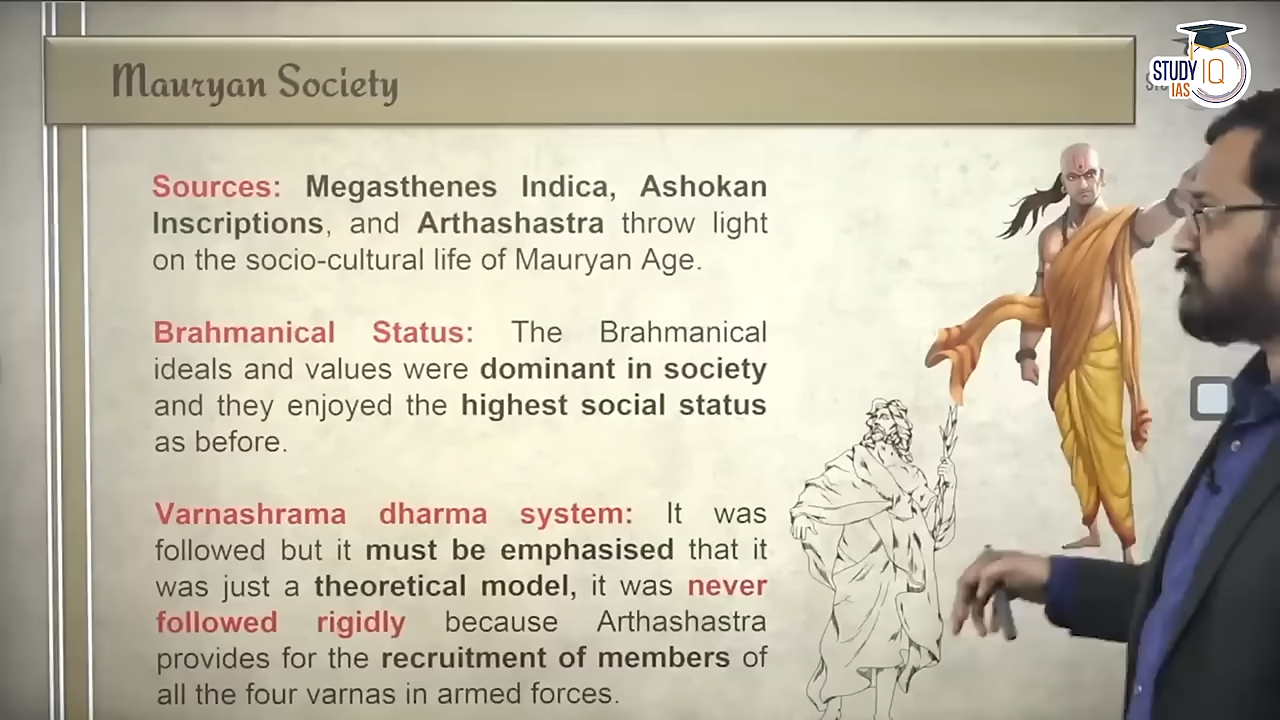 Mauryan Society
STUDY IQ
IAS
Sources: Megasthenes Indica, Ashokan
Inscriptions, and Arthashastra throw light
on the socio-cultural life of Mauryan Age.
Brahmanical Status: The Brahmanical
ideals and values were dominant in society
and they enjoyed the highest social status
as before.
Varnashrama dharma system: It was
followed but it must be emphasised that it
was just a theoretical model, it was never
followed rigidly because Arthashastra
provides for the recruitment of members of
all the four varnas in armed forces.